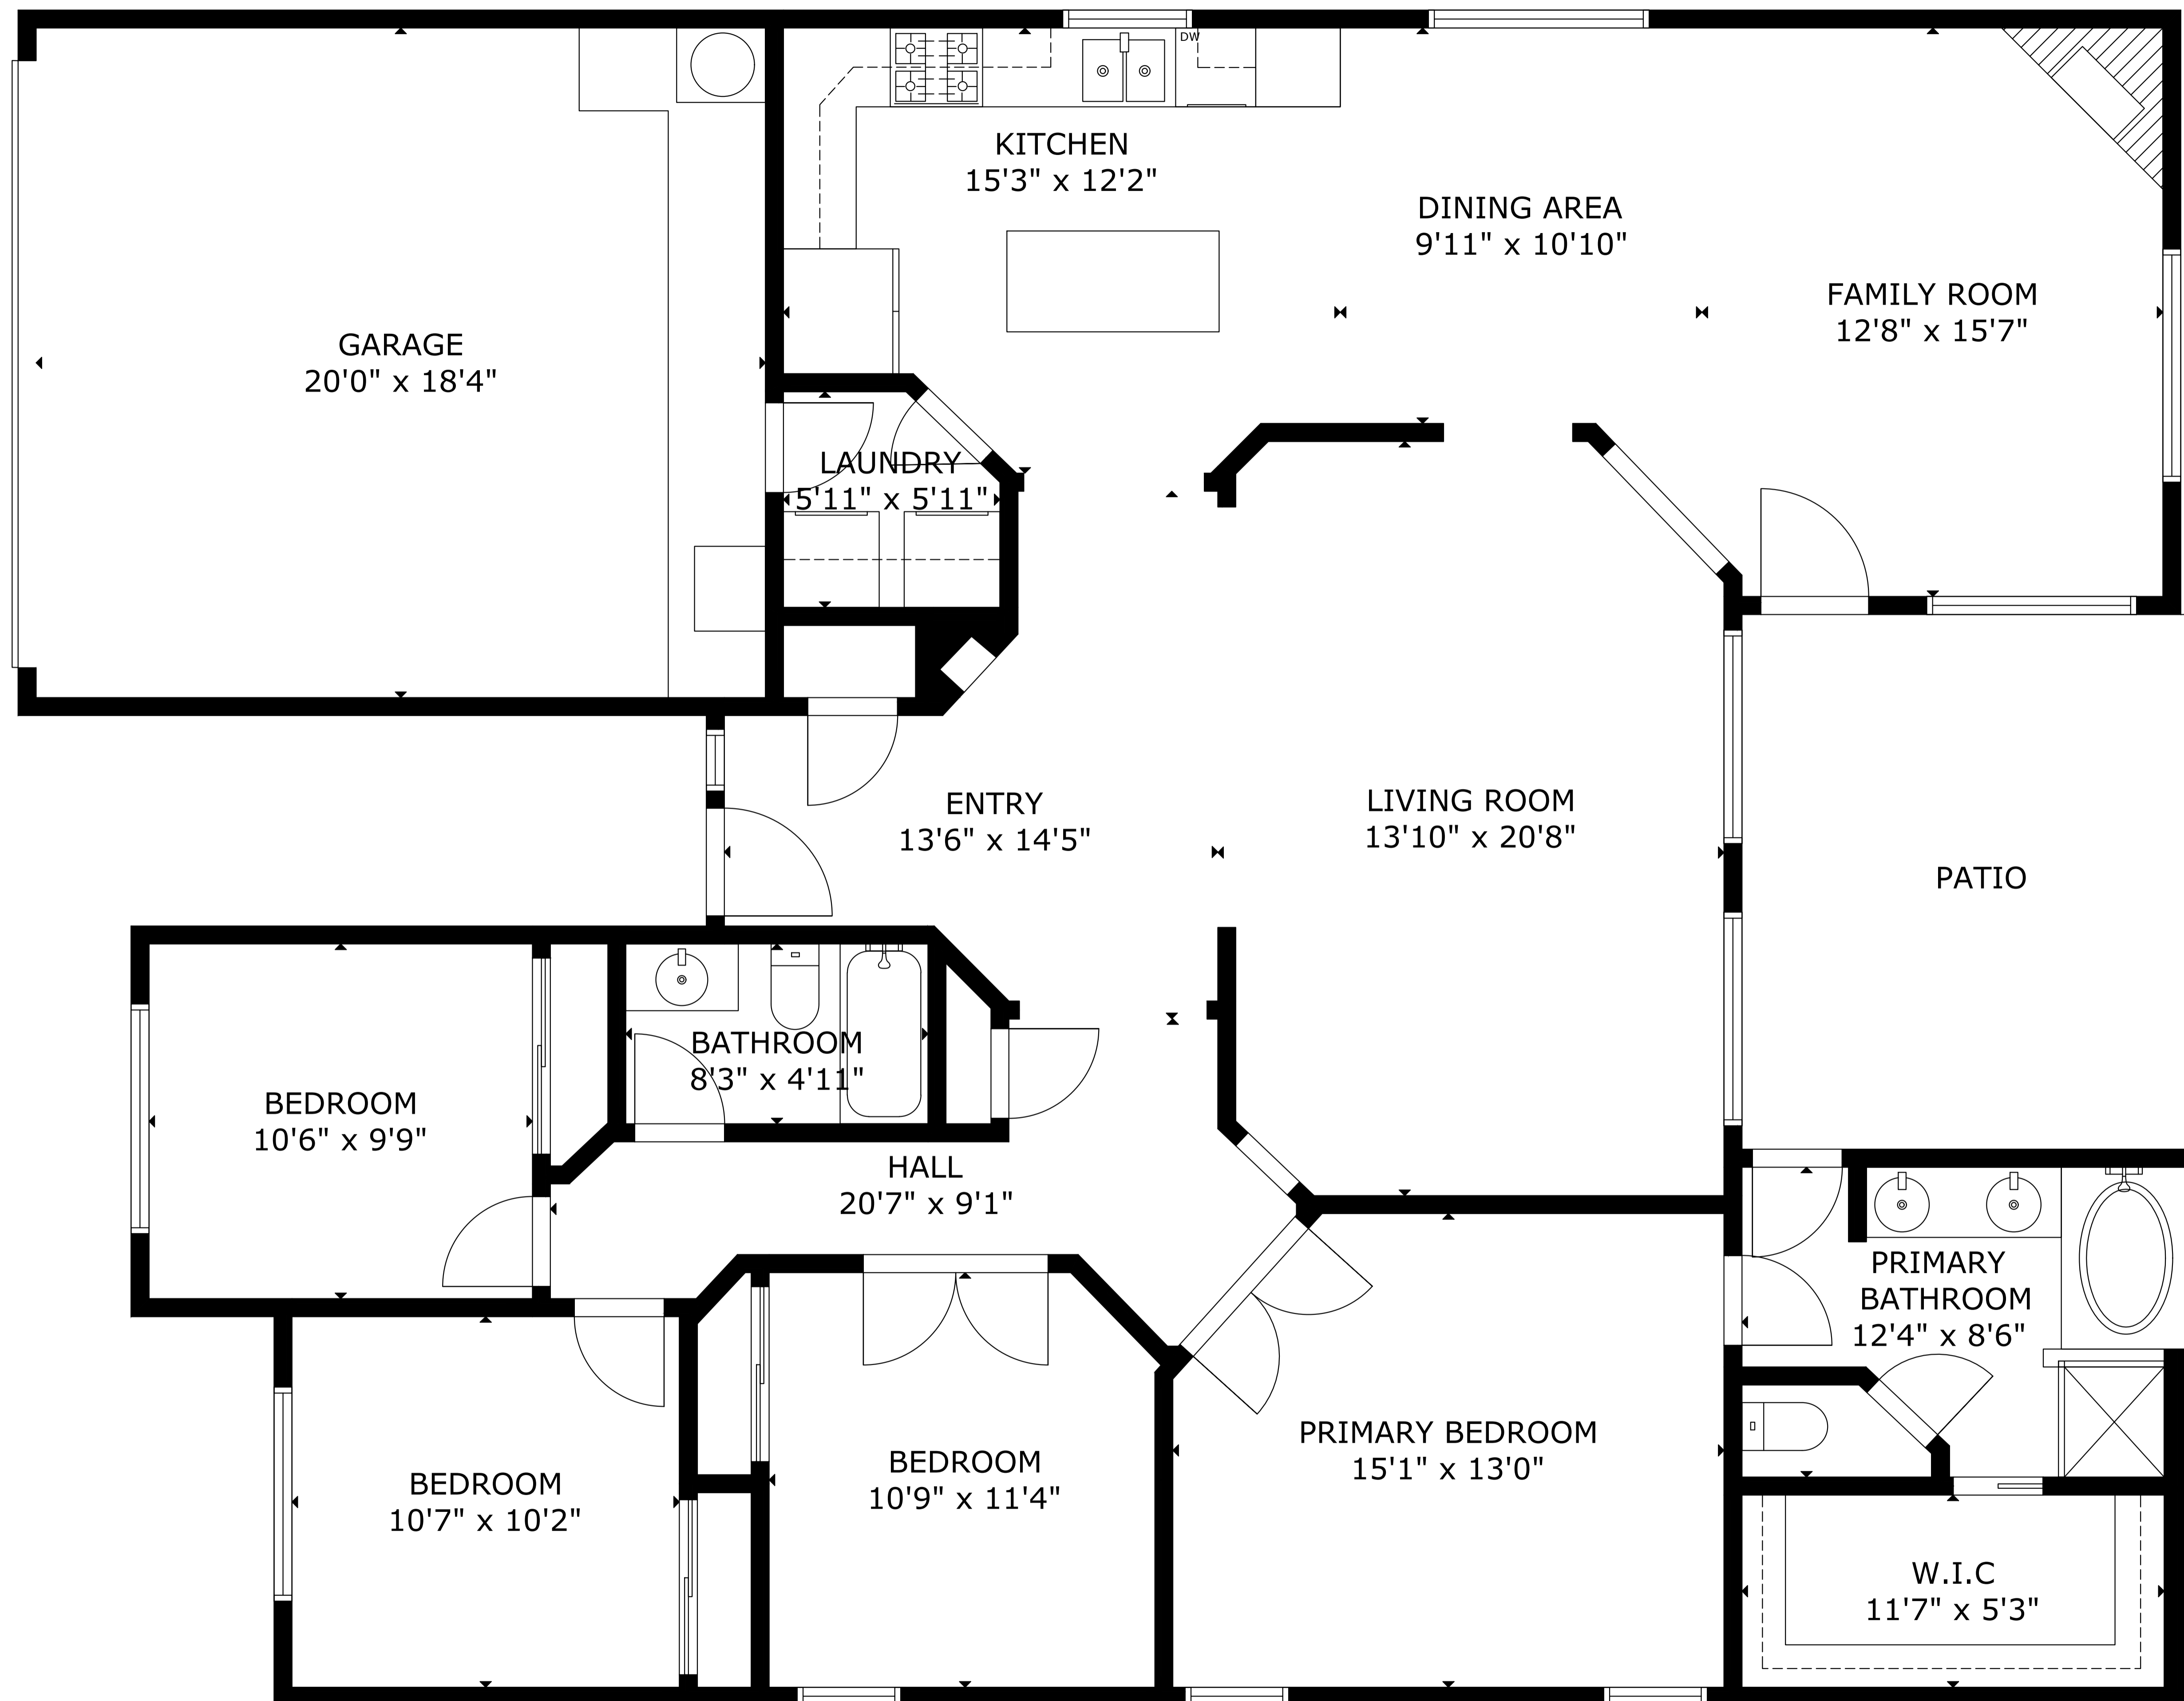 DW
KITCHEN
15'3" x 12'2"
DINING AREA
9'11" x 10'10"
FAMILY ROOM
12'8" x 15'7"
GARAGE
20'0" x 18'4"
LAUNDRY
5'11" x 5'11"
ENTRY
13'6" x 14'5"
LIVING ROOM
13'10" x 20'8"
PATIO
BATHROOM
8'3" x 4'11"
BEDROOM
10'6" x 9'9"
HALL
20'7" x 9'1"
PRIMARY
BATHROOM
12'4" x 8'6"
BEDROOM
10'7" x 10'2"
BEDROOM
10'9" x 11'4"
PRIMARY BEDROOM
15'1" x 13'0"
W.I.C
11'7" x 5'3"